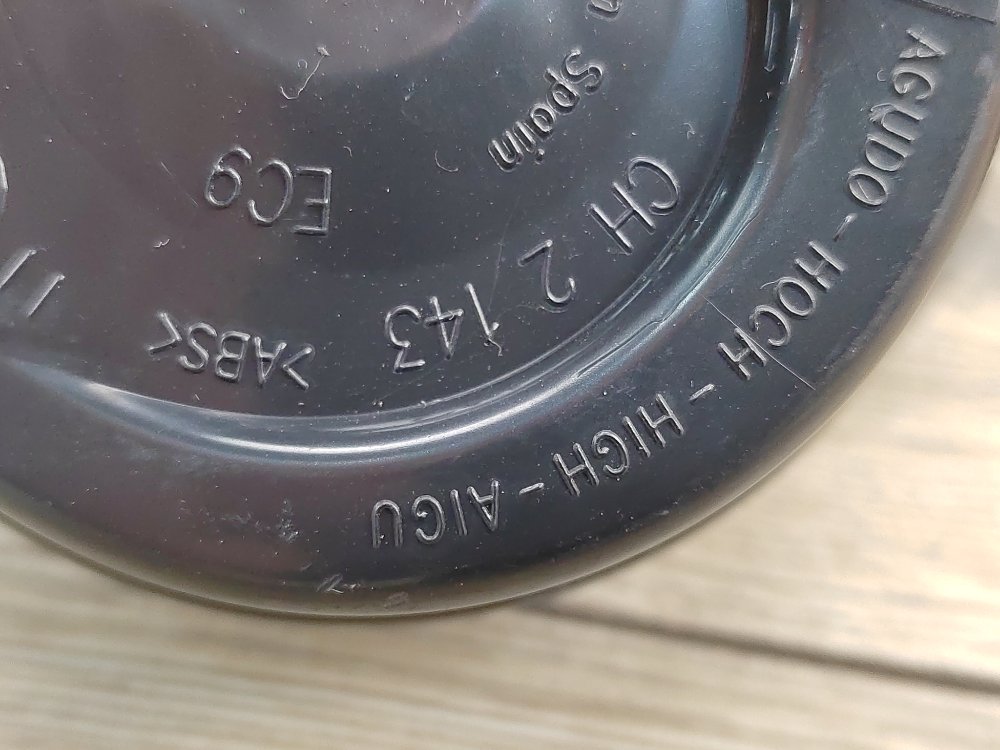 AGUDO - HOCH - HIGH - AIGU
Spain
CH 2 143
>ABS<
EC9